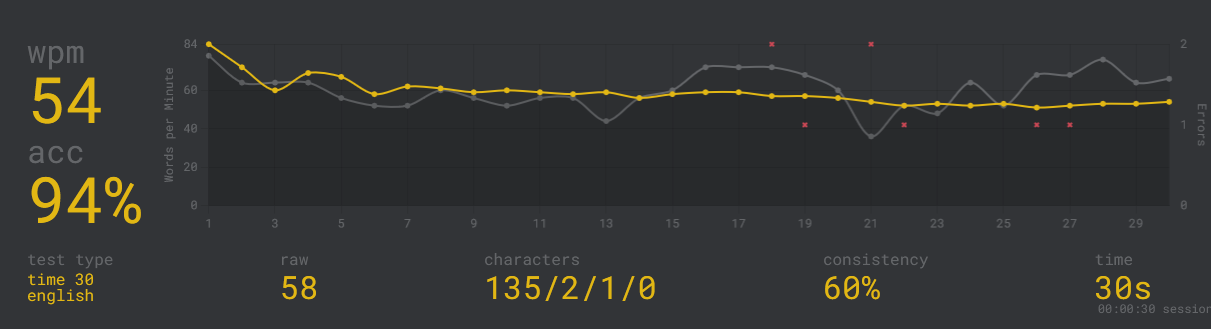 wpm
54
acc
94%
Words per Minute
84
60
40
20
0
2
1
0
Errors
1 3 5 7 9 11 13 15 17 19 21 23 25 27 29
test type
time 30
english
raw
58
characters
135/2/1/0
consistency
60%
time
30s
00:00:30 session